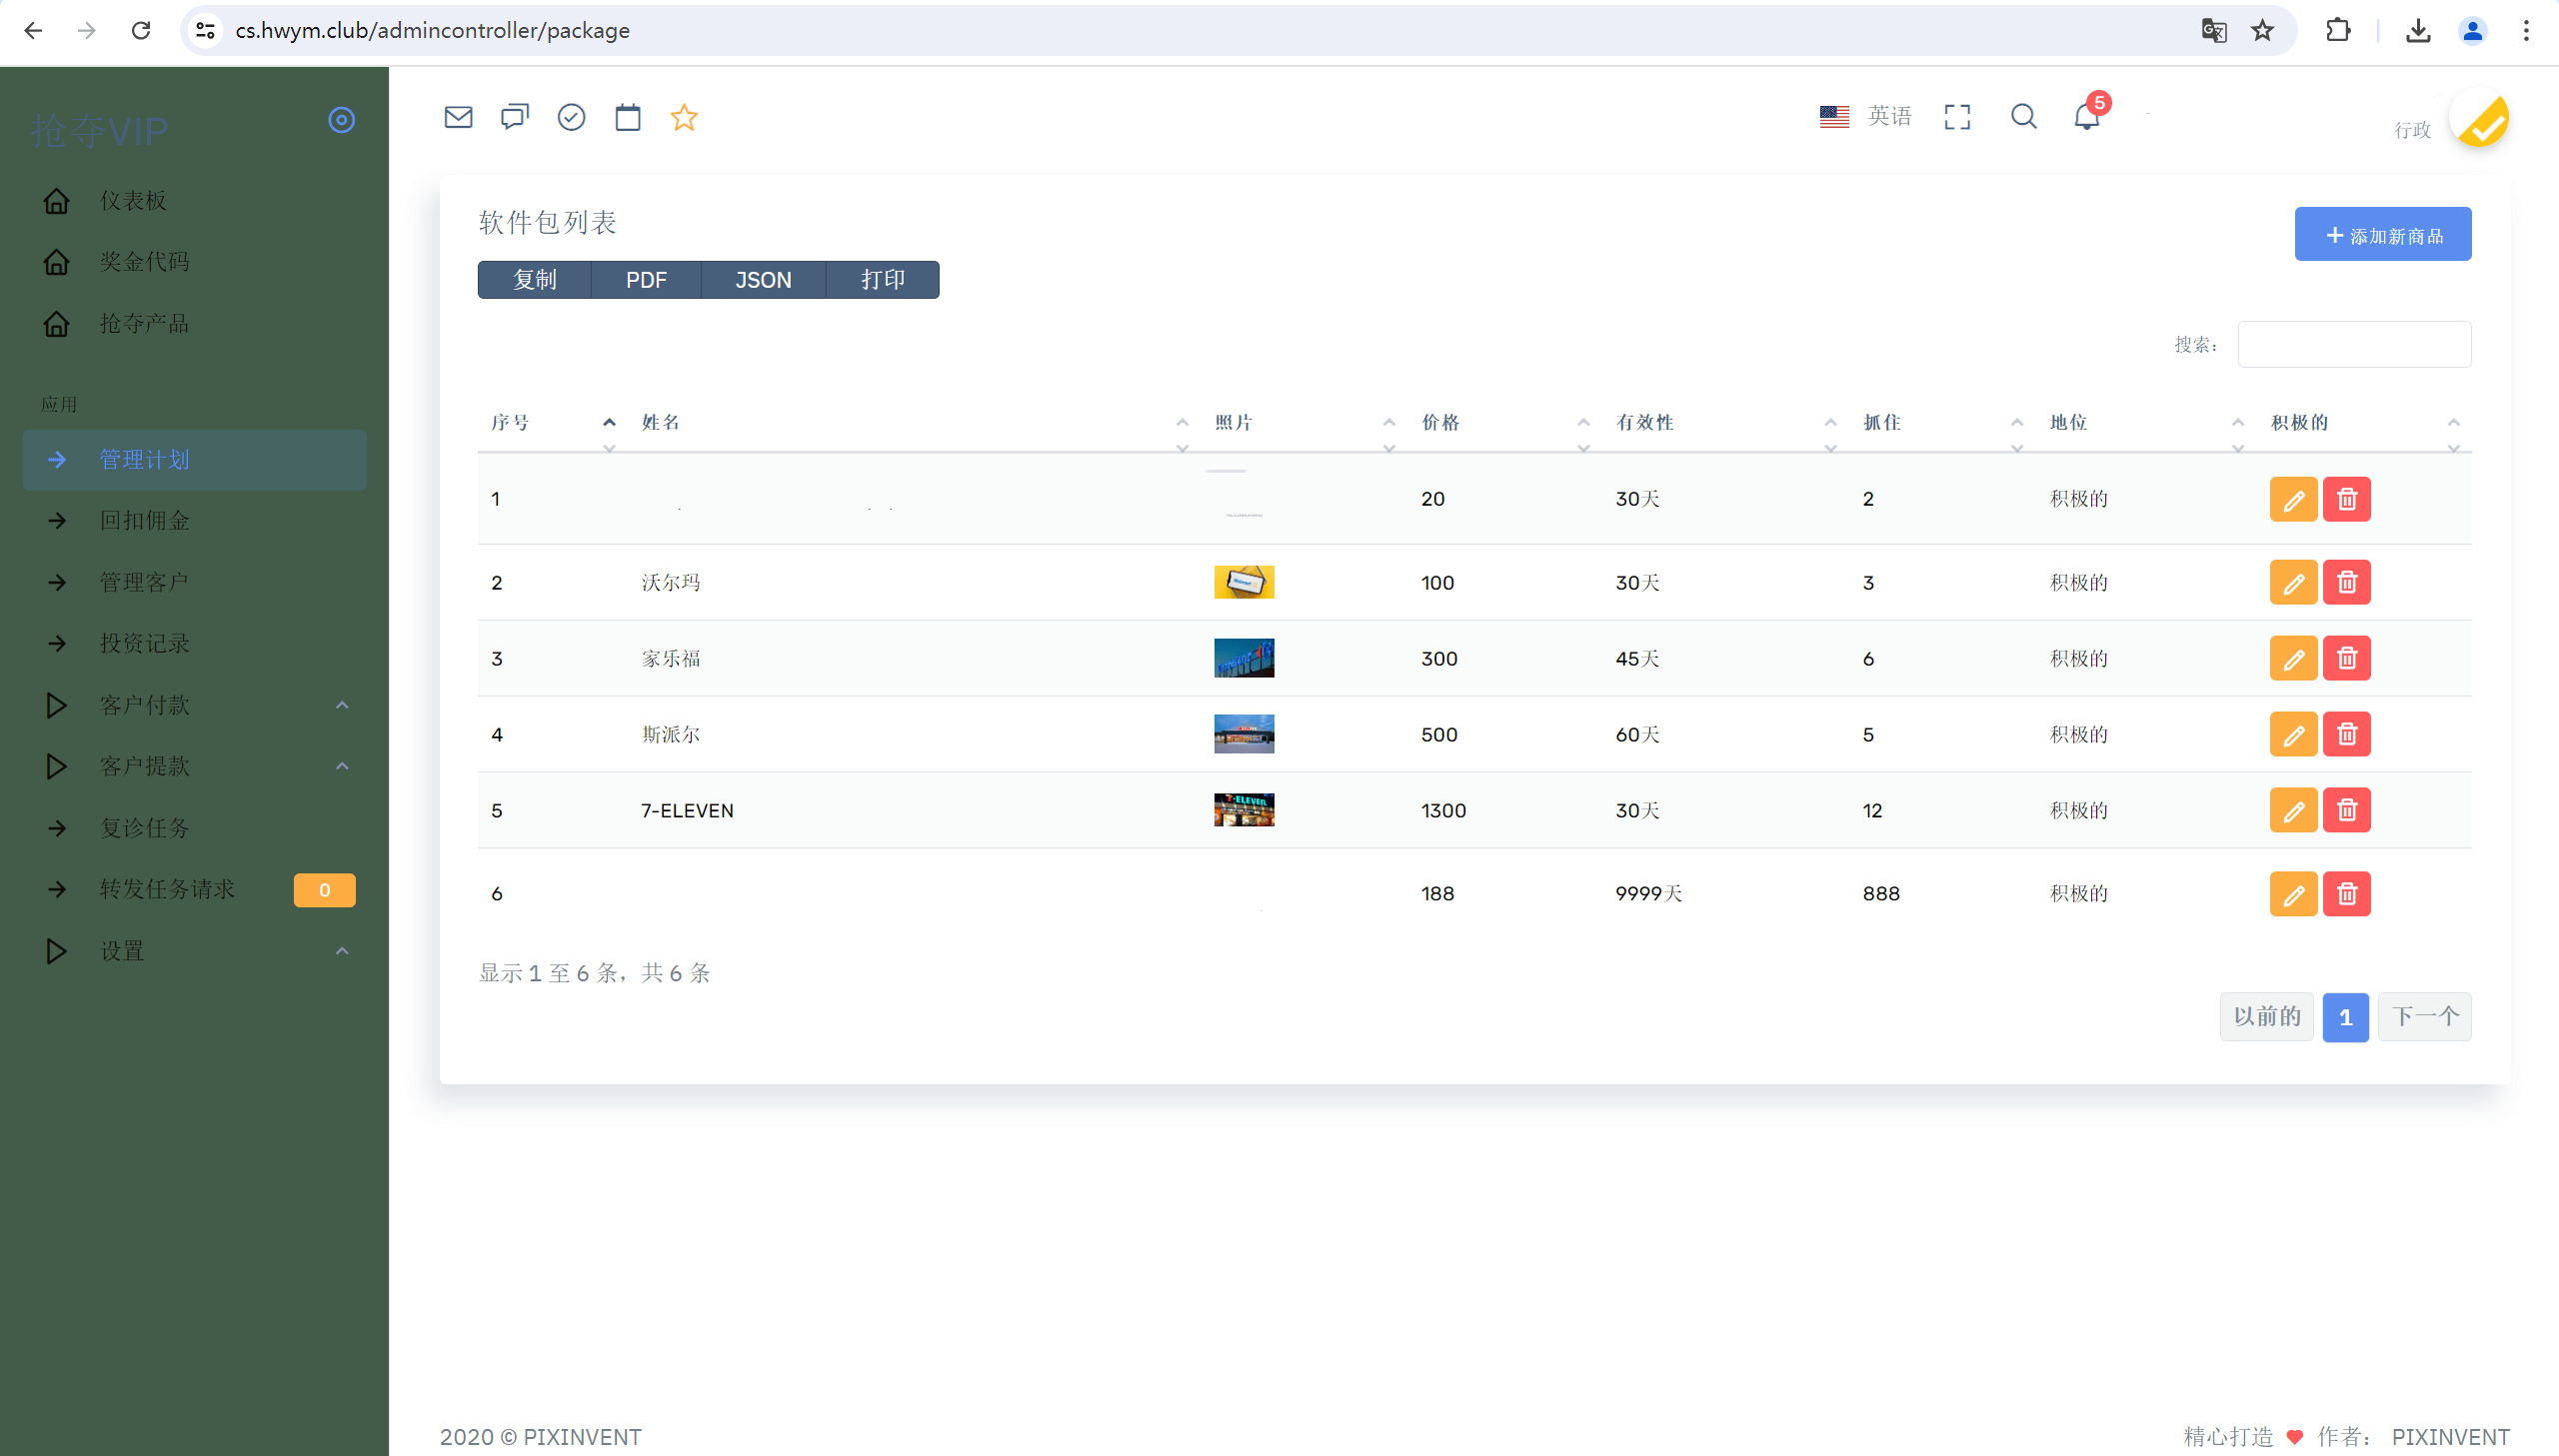 cs.hwym.club/admincontroller/package
抢夺VIP
英语
5
行政
仪表板
奖金代码
抢夺产品
应用
管理计划
回扣佣金
管理客户
投资记录
客户付款
客户提款
复诊任务
转发任务请求 0
设置
软件包列表
+ 添加新商品
复制 PDF JSON 打印
搜索：
序号 姓名 照片 价格 有效性 抓住 地位 积极的
1 20 30天 2 积极的
2 沃尔玛 100 30天 3 积极的
3 家乐福 300 45天 6 积极的
4 斯派尔 500 60天 5 积极的
5 7-ELEVEN 7-ELEVEN 1300 30天 12 积极的
6 188 9999天 888 积极的
显示 1 至 6 条，共 6 条
以前的 1 下一个
2020 © PIXINVENT
精心打造 ♥ 作者： PIXINVENT